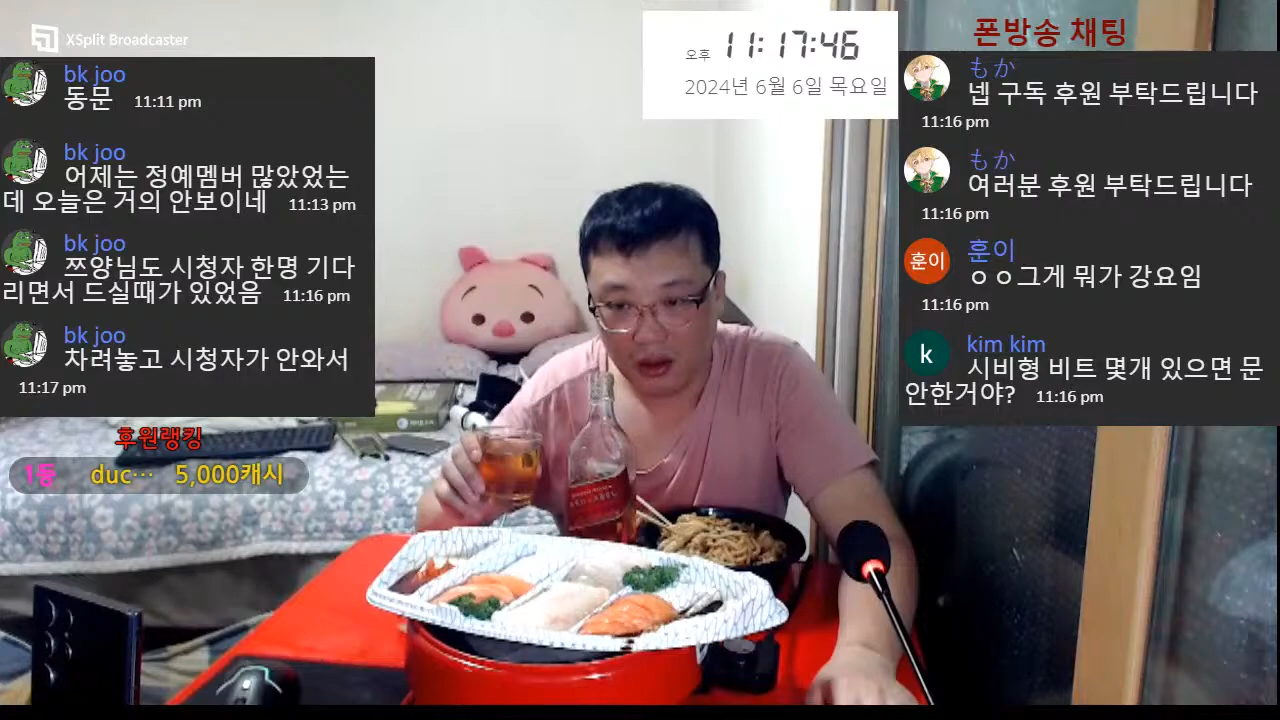 XSplit Broadcaster
bk joo
동문 11:11 pm
bk joo
어제는 정예멤버 많았었는
데 오늘은 거의 안보이네 11:13 pm
bk joo
쯔양님도 시청자 한명 기다
리면서 드실때가 있었음 11:16 pm
bk joo
차려놓고 시청자가 안와서
11:17 pm
후원랭킹
1등 duc… 5,000캐시
오후 11:17:46
2024년 6월 6일 목요일
폰방송 채팅
もか
넵 구독 후원 부탁드립니다
11:16 pm
もか
여러분 후원 부탁드립니다
11:16 pm
훈이
훈이
ㅇㅇ그게 뭐가 강요임
11:16 pm
k
kim kim
시비형 비트 몇개 있으면 문
안한거야? 11:16 pm
RED LABEL